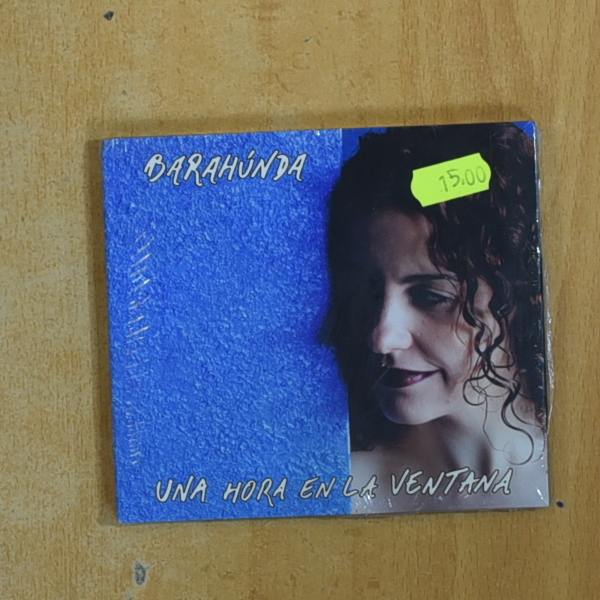 BARAHÚNDA
15.00
UNA HORA EN LA VENTANA